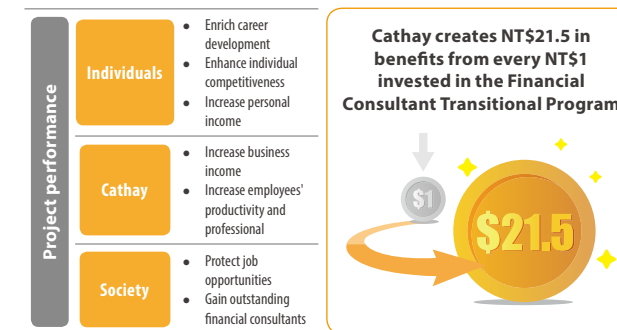 Project performance
Individuals
• Enrich career
development
• Enhance individual
competitiveness
• Increase personal
income
Cathay
• Increase business
income
• Increase employees'
productivity and
professional
Society
• Protect job
opportunities
• Gain outstanding
financial consultants
Cathay creates NT$21.5 in
benefits from every NT$1
invested in the Financial
Consultant Transitional Program
$1
$21.5